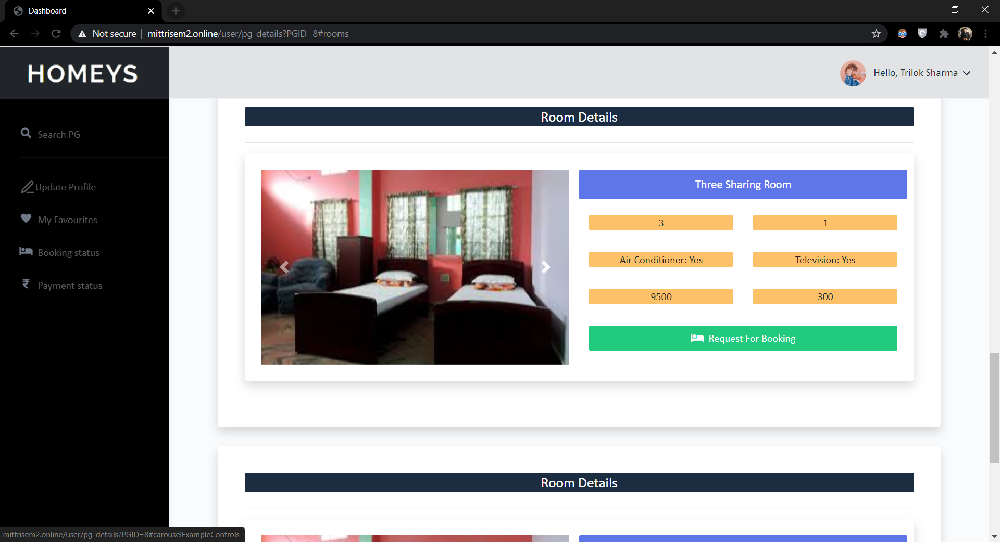 Dashboard
Not secure
mittrisem2.online/user/pg_details?PGID=8#rooms
HOMEYS
Hello, Trilok Sharma
Search PG
Update Profile
My Favourites
Booking status
Payment status
Room Details
Three Sharing Room
3
1
Air Conditioner: Yes
Television: Yes
9500
300
Request For Booking
Room Details
mittrisem2.online/user/pg_details?PGID=8#carouselExampleControls